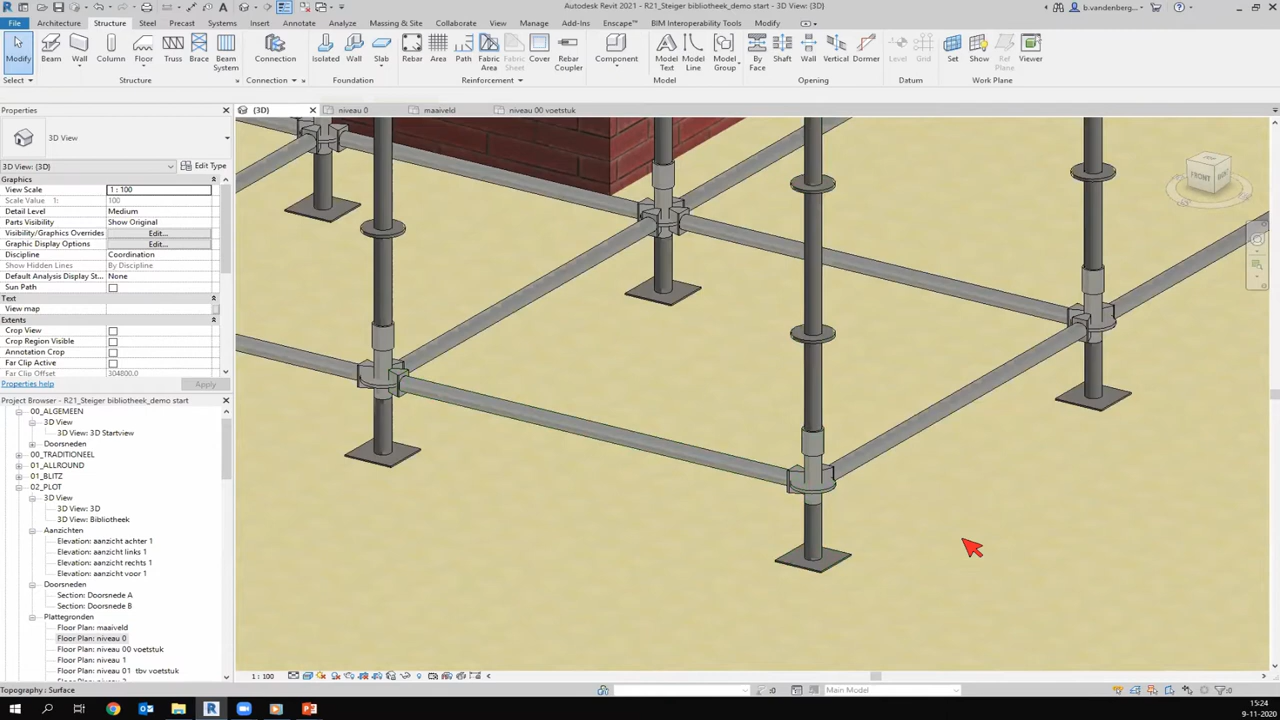 Autodesk Revit 2021 - R21_Steiger bibliotheek_demo start - 3D View: (3D)
b.vandenberg...
File Architecture Structure Steel Precast Systems Insert Annotate Analyze Massing & Site Collaborate View Manage Add-Ins Enscape™ BIM Interoperability Tools Modify
Modify Beam Wall Column Floor Truss Brace Beam System Connection Isolated Wall Slab Rebar Area Path Fabric Area Fabric Sheet Cover Rebar Coupler Component Model Text Model Line Model Group By Face Shaft Wall Vertical Dormer Level Grid Set Show Ref Plane Viewer
Select Structure Connection Foundation Reinforcement Model Opening Datum Work Plane
Properties
(3D) niveau 0 maaiveld niveau 00 voetstuk
3D View
3D View: (3D) Edit Type
Graphics
View Scale 1 : 100
Scale Value 1: 100
Detail Level Medium
Parts Visibility Show Original
Visibility/Graphics Overrides Edit...
Graphic Display Options Edit...
Discipline Coordination
Show Hidden Lines By Discipline
Default Analysis Display St... None
Sun Path
Text
View map
Extents
Crop View
Crop Region Visible
Annotation Crop
Far Clip Active
Far Clip Offset 304800.0
Properties help Apply
Project Browser - R21_Steiger bibliotheek_demo start
00_ALGEMEEN
3D View
3D View: 3D Startview
Doorsneden
00_TRADITIONEEL
01_ALLROUND
01_BLITZ
02_PLOT
3D View
3D View: 3D
3D View: Bibliotheek
Aanzichten
Elevation: aanzicht achter 1
Elevation: aanzicht links 1
Elevation: aanzicht rechts 1
Elevation: aanzicht voor 1
Doorsneden
Section: Doorsnede A
Section: Doorsnede B
Plattegronden
Floor Plan: maaiveld
Floor Plan: niveau 0
Floor Plan: niveau 00 voetstuk
Floor Plan: niveau 1
Floor Plan: niveau 01 tbv voetstuk
FRONT
1 : 100
Topography : Surface
:0 Main Model :0
15:24
9-11-2020